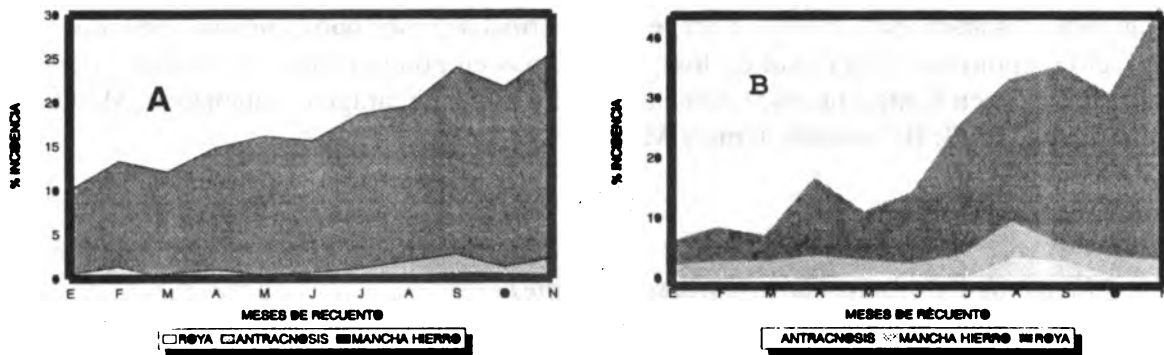 30
25
20
15
10
5
0
% INCIDENCIA
A
E F M A M J J A S O N
MESES DE RECUENTO
ROYA ANTRACNOSIS MANCHA HIERRO
40
30
20
10
0
% INCIDENCIA
B
E F M A M J J A S O N
MESES DE RECUENTO
ANTRACNOSIS MANCHA HIERRO ROYA